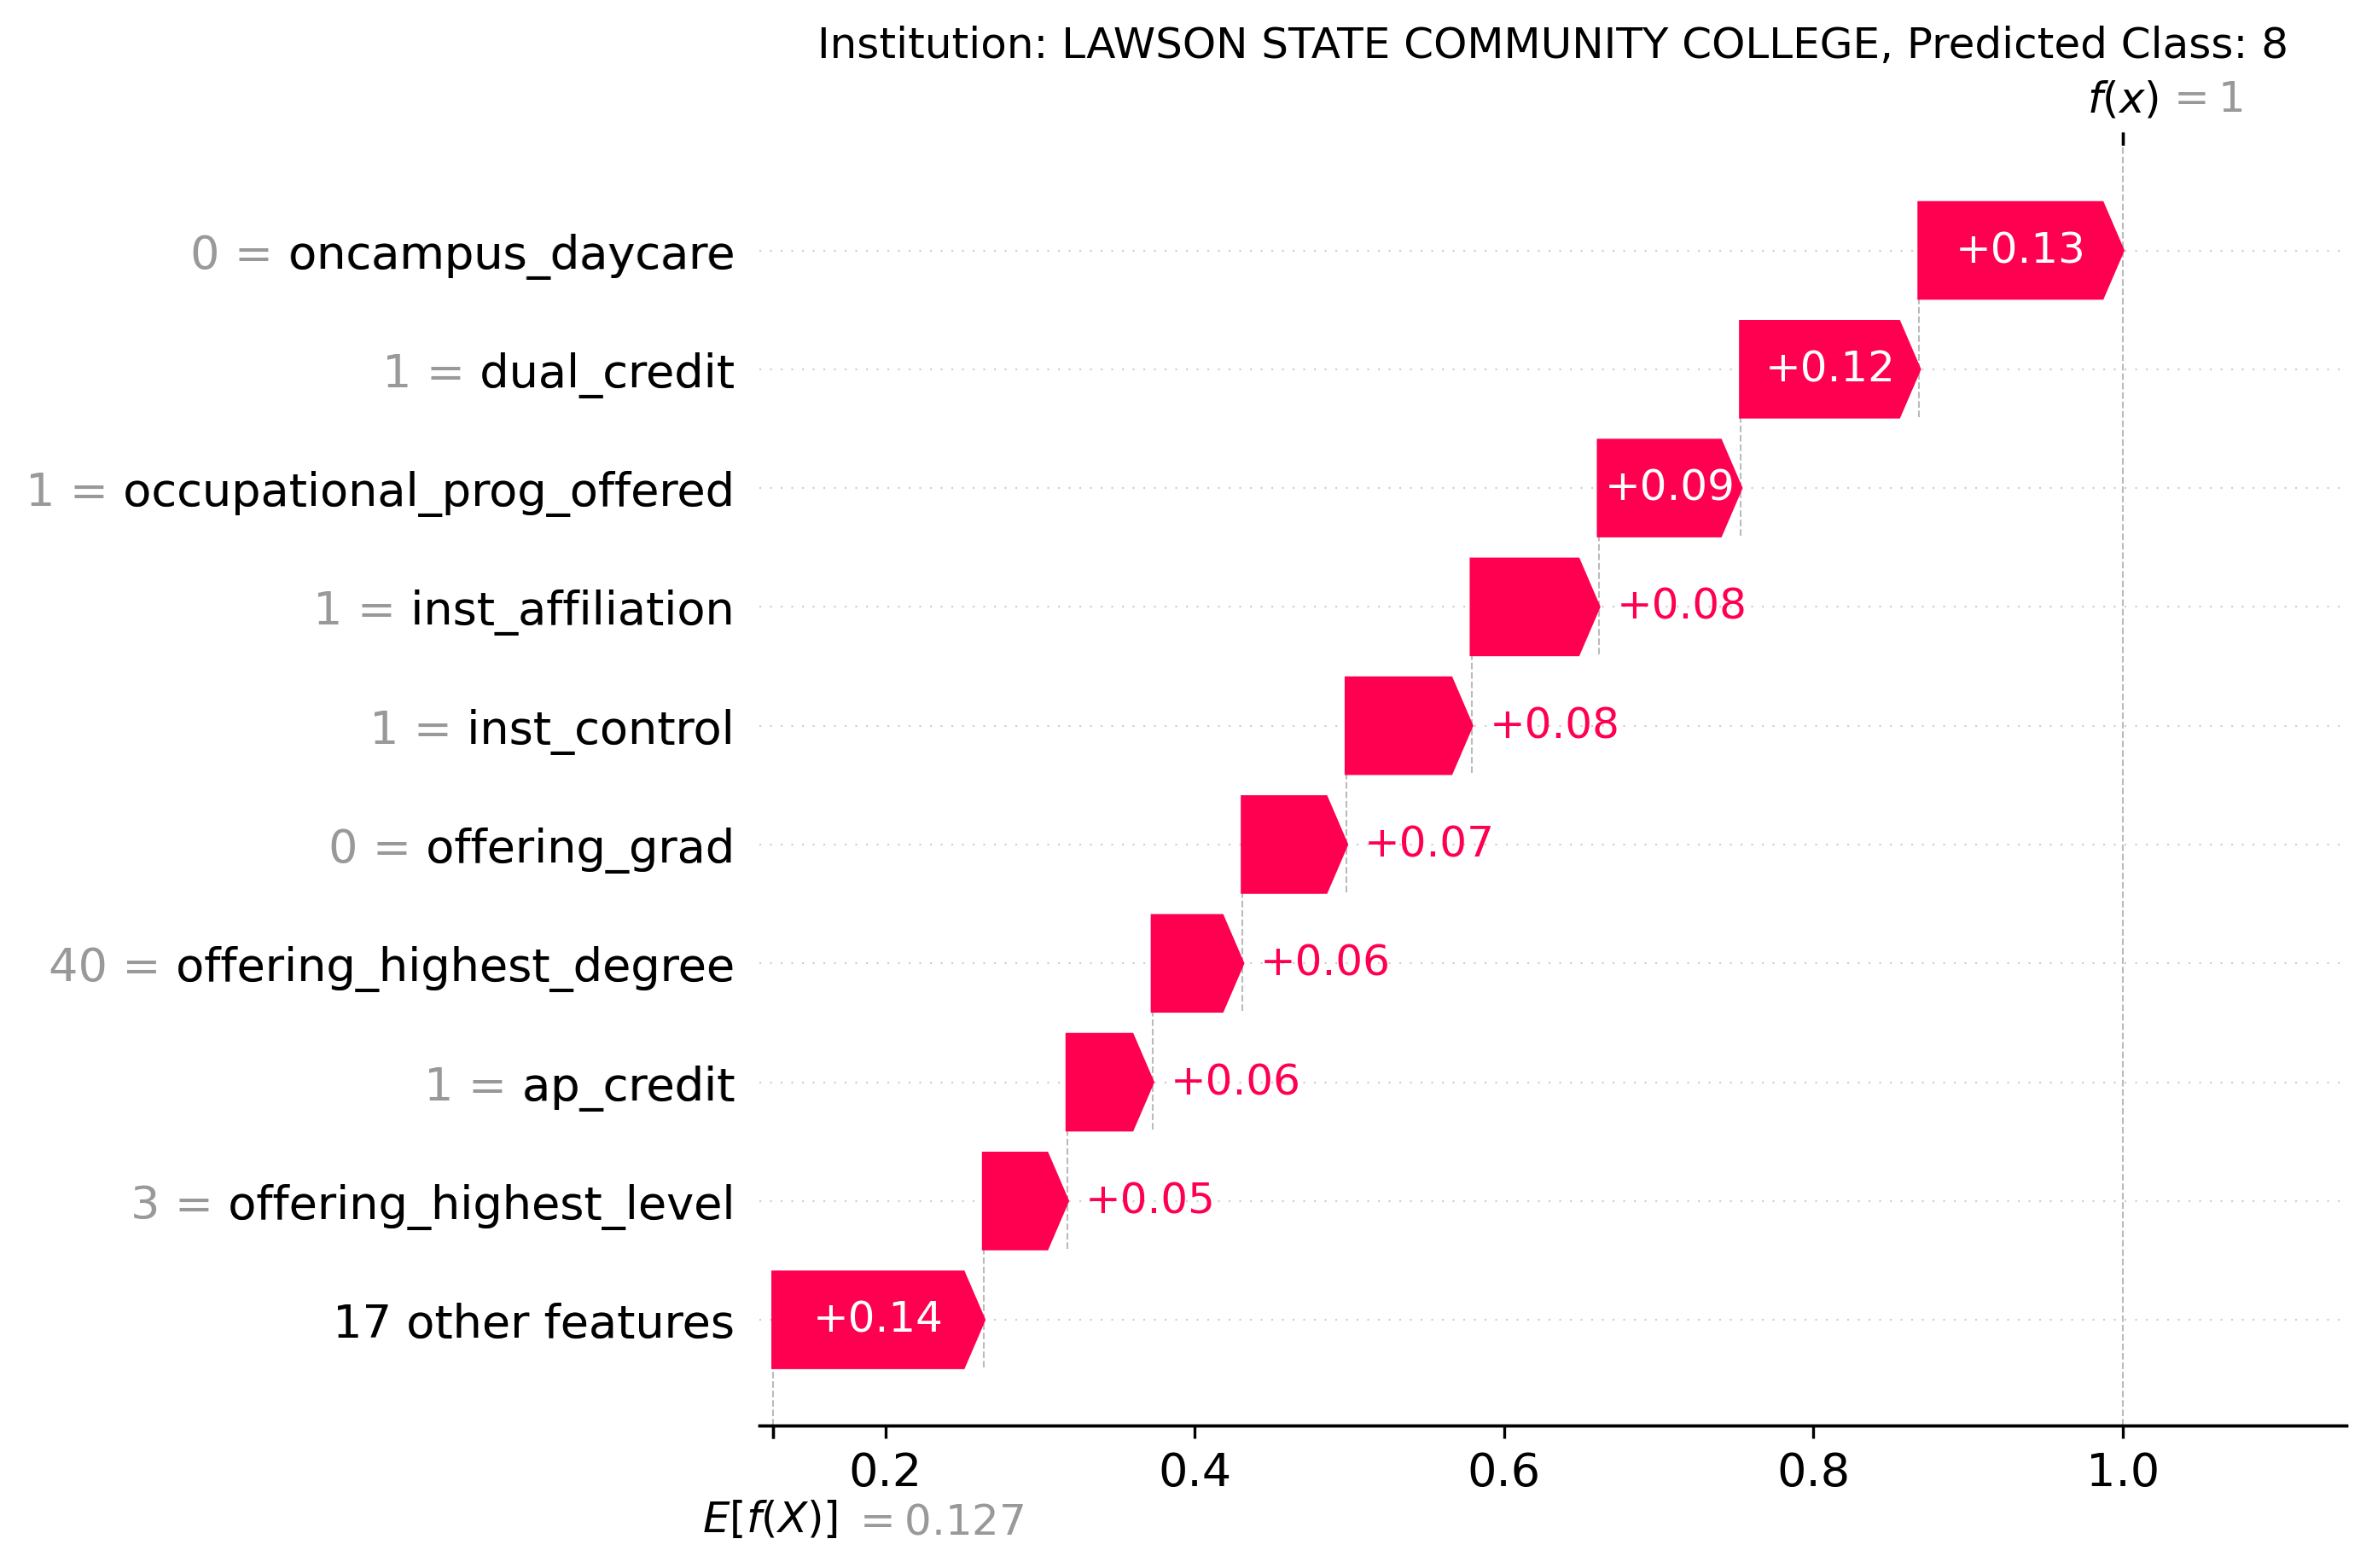 Institution: LAWSON STATE COMMUNITY COLLEGE, Predicted Class: 8
f(x) = 1
0 = oncampus_daycare +0.13
1 = dual_credit +0.12
1 = occupational_prog_offered +0.09
1 = inst_affiliation +0.08
1 = inst_control +0.08
0 = offering_grad +0.07
40 = offering_highest_degree +0.06
1 = ap_credit +0.06
3 = offering_highest_level +0.05
17 other features +0.14
0.2 0.4 0.6 0.8 1.0
E[f(X)] = 0.127